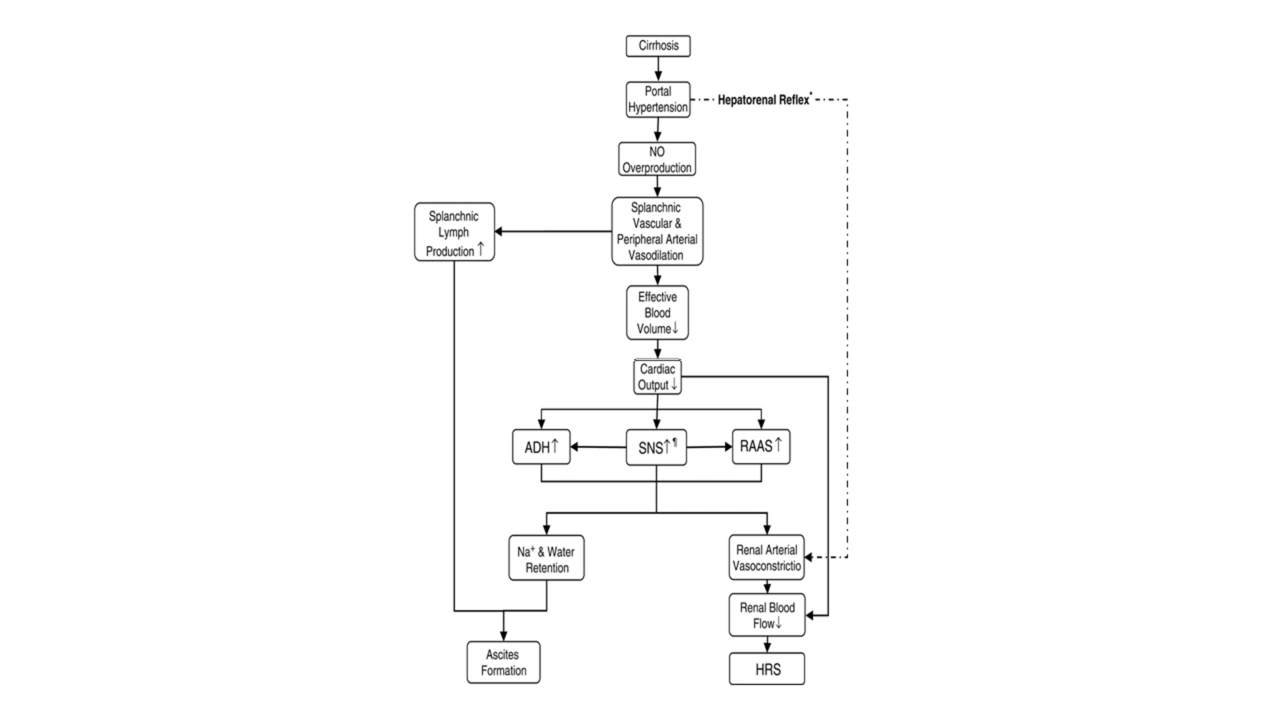 Cirrhosis
Portal
Hypertension
Hepatorenal Reflex*
NO
Overproduction
Splanchnic
Vascular &
Peripheral Arterial
Vasodilation
Splanchnic
Lymph
Production ↑
Effective
Blood
Volume↓
Cardiac
Output ↓
ADH↑
SNS↑¶
RAAS ↑
Na⁺ & Water
Retention
Renal Arterial
Vasoconstrictio
Renal Blood
Flow↓
Ascites
Formation
HRS